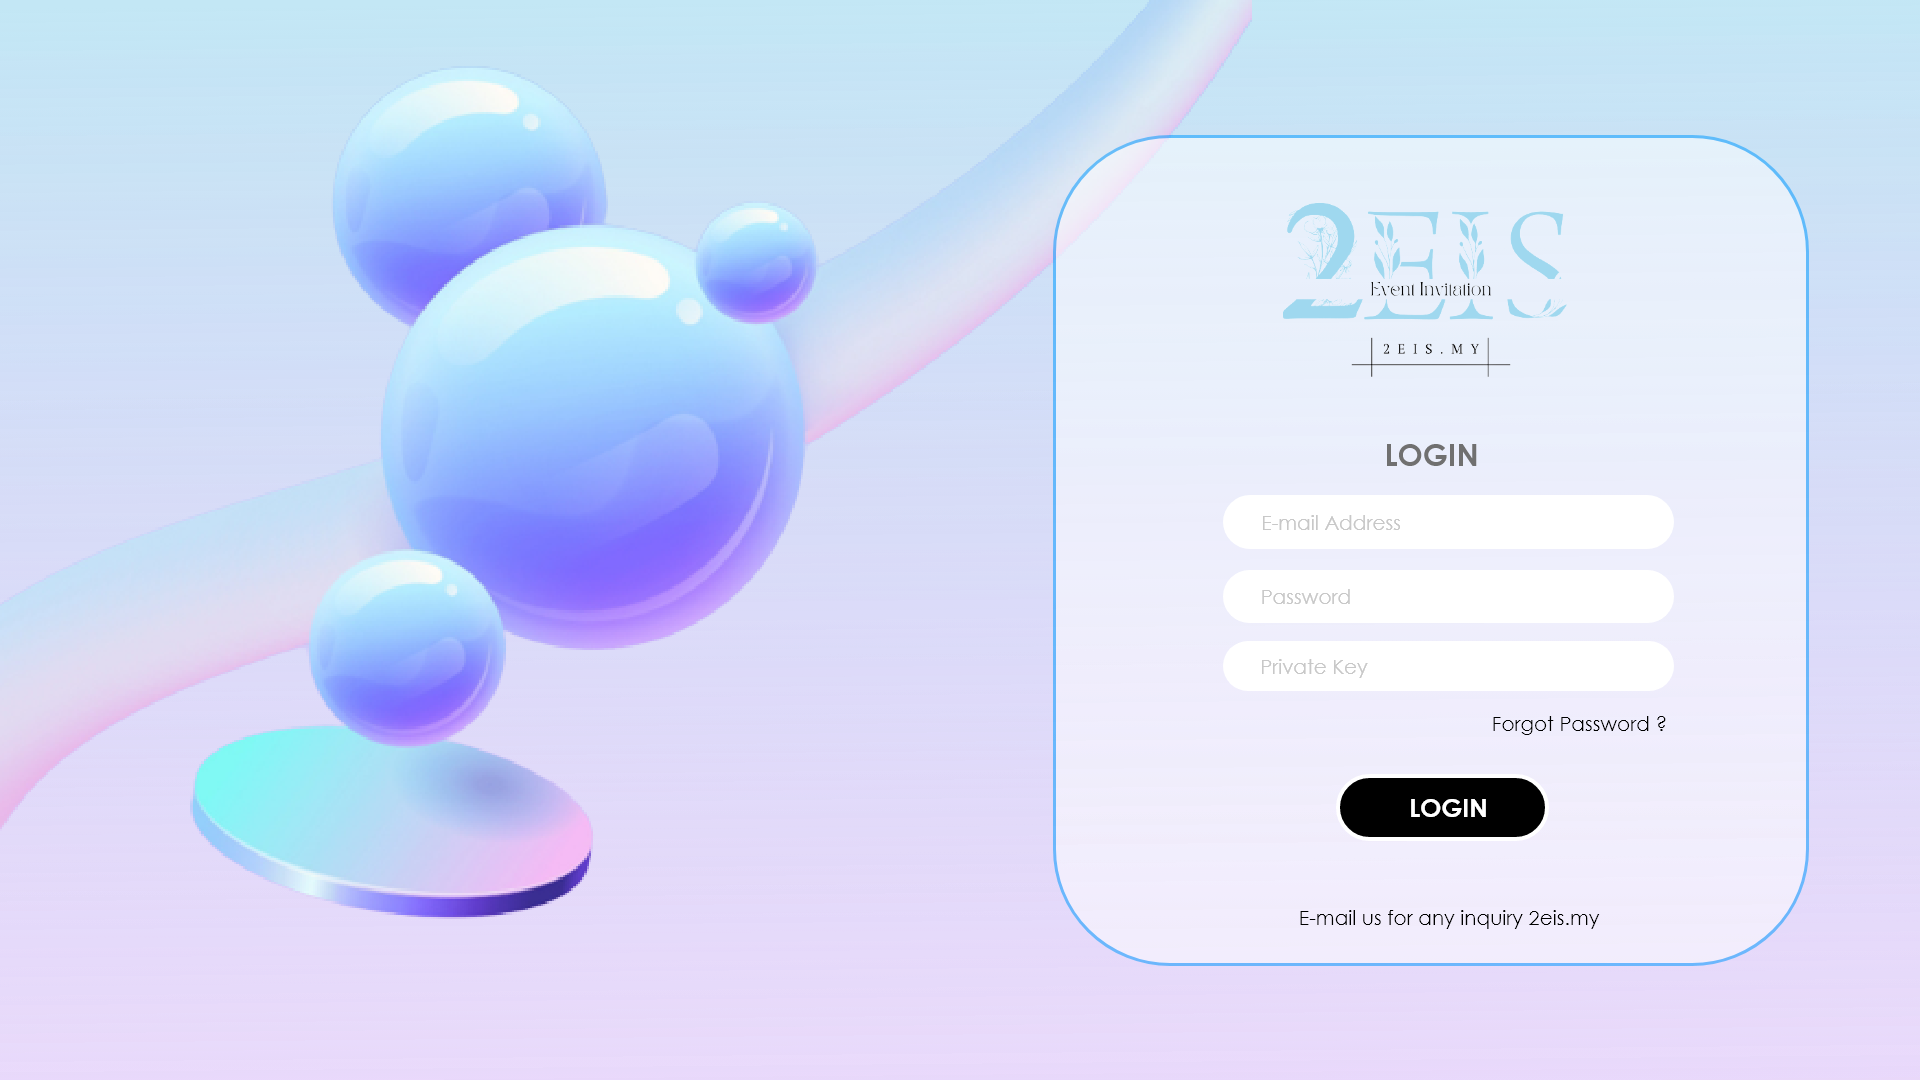 2EIS
Event Invitation
2EIS.MY
LOGIN
E-mail Address
Password
Private Key
Forgot Password ?
LOGIN
E-mail us for any inquiry 2eis.my